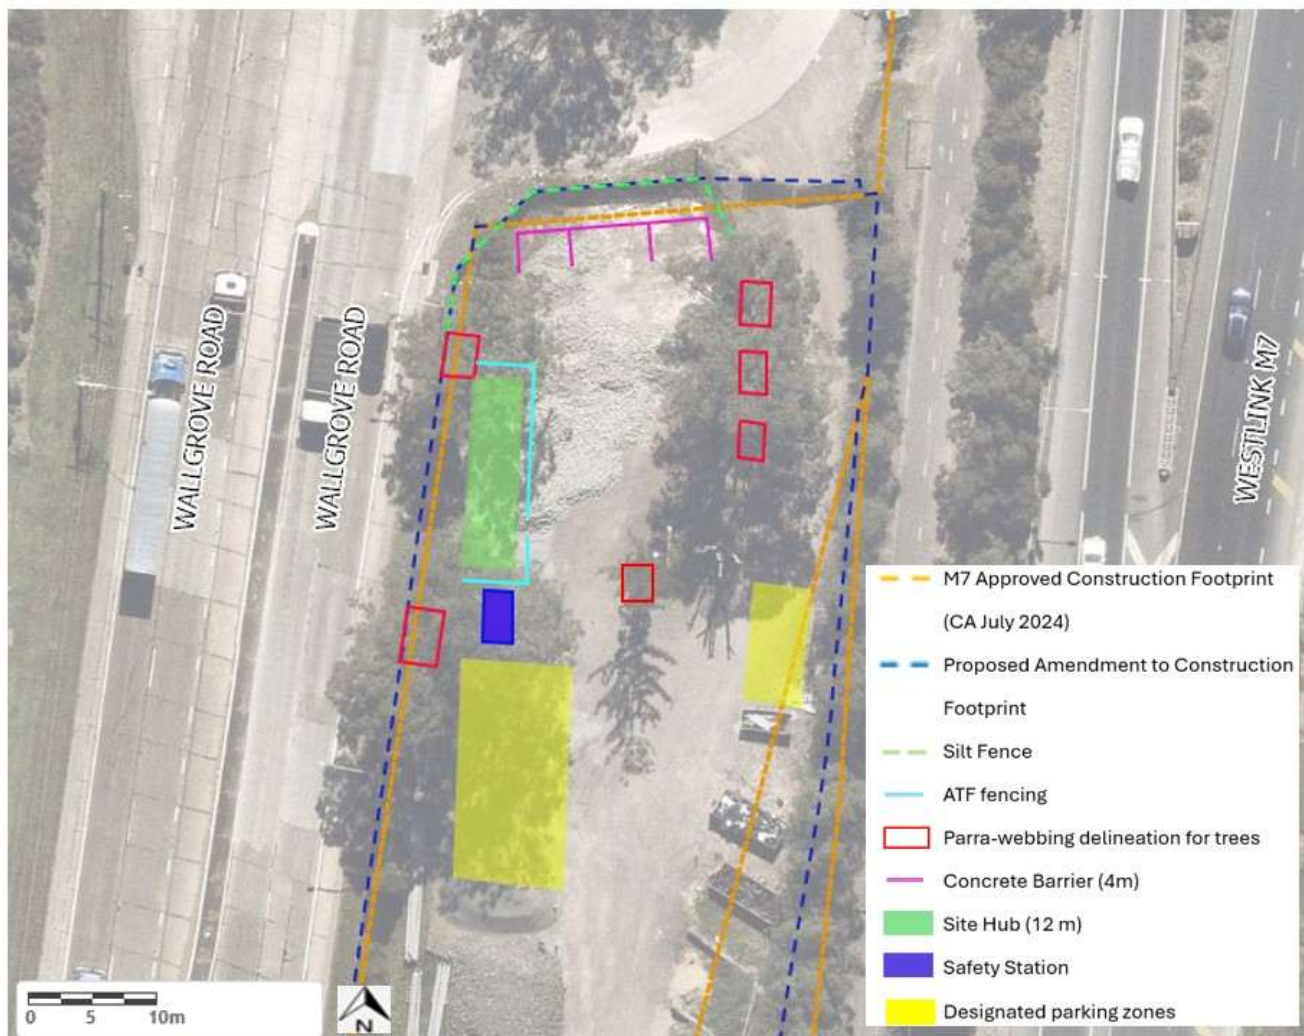 WALLGROVE ROAD
WALLGROVE ROAD
WESTLINK M7
M7 Approved Construction Footprint
(CA July 2024)
Proposed Amendment to Construction
Footprint
Silt Fence
ATF fencing
Parra-webbing delineation for trees
Concrete Barrier (4m)
Site Hub (12 m)
Safety Station
Designated parking zones
0 5 10m
N